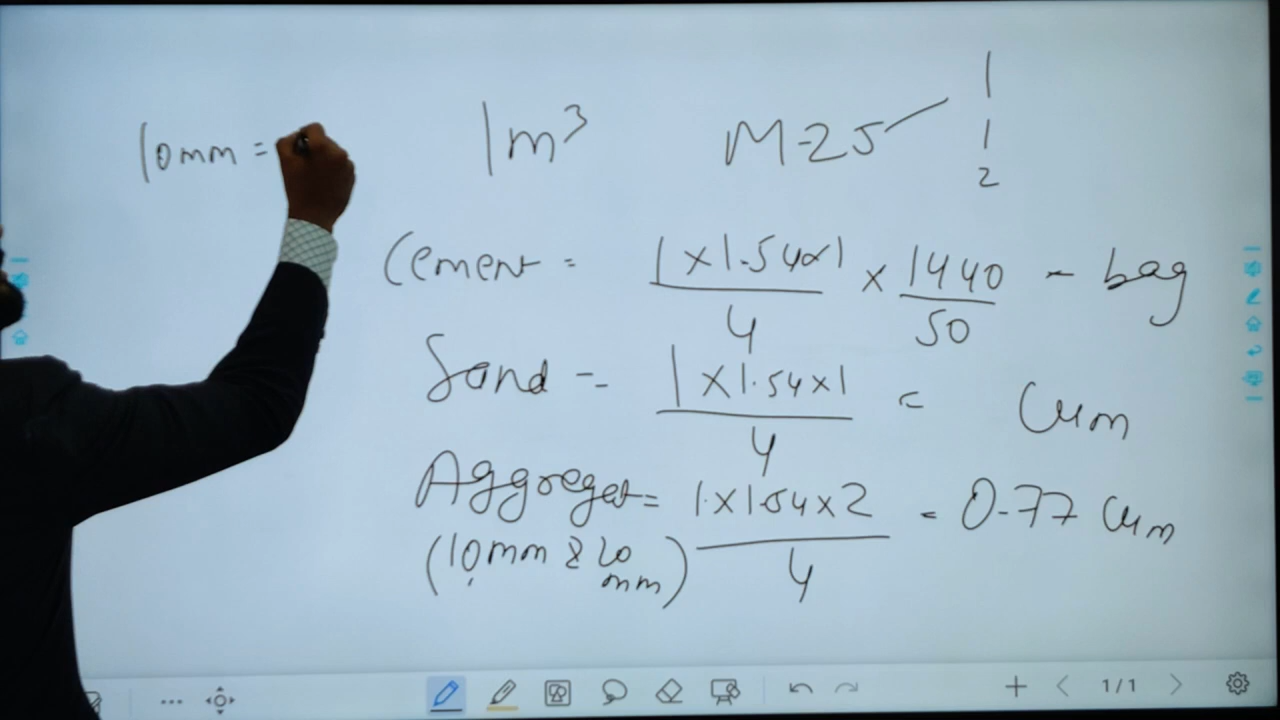 10mm =
1m³
M-25
1
1
2
Cement = 1 x 1.54 x 1 / 4 x 1440 / 50 - bag
Sand = 1 x 1.54 x 1 / 4 = Cum
Aggreget = 1 x 1.54 x 2 / 4 = 0.77 Cum
(10mm & 20 mm)
1/1